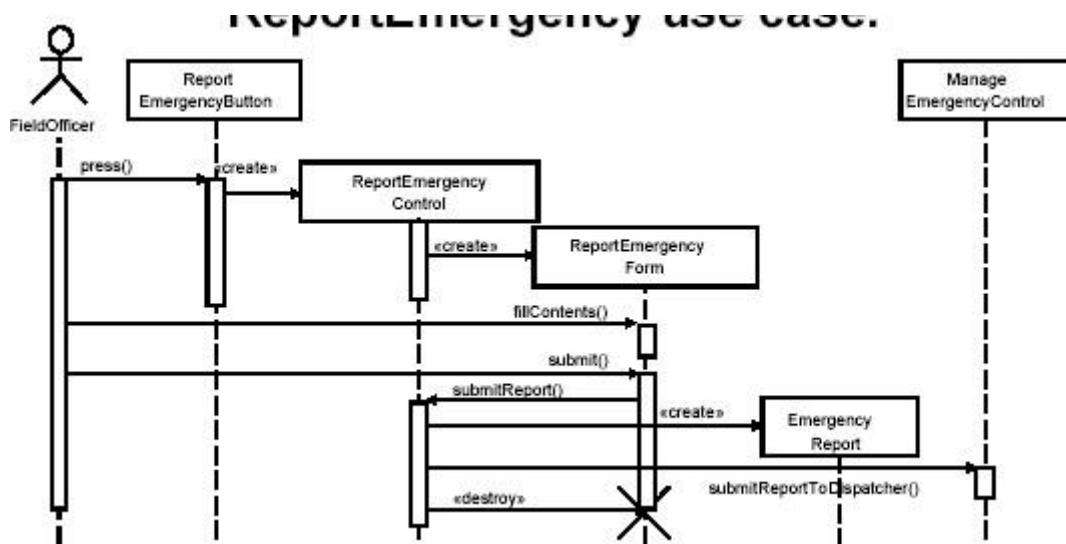 ReportEmergency use case.
Report
EmergencyButton
Manage
EmergencyControl
FieldOfficer
press()
«create»
ReportEmergency
Control
«create»
ReportEmergency
Form
fillContents()
submit()
submitReport()
«create»
Emergency
Report
submitReportToDispatcher()
«destroy»